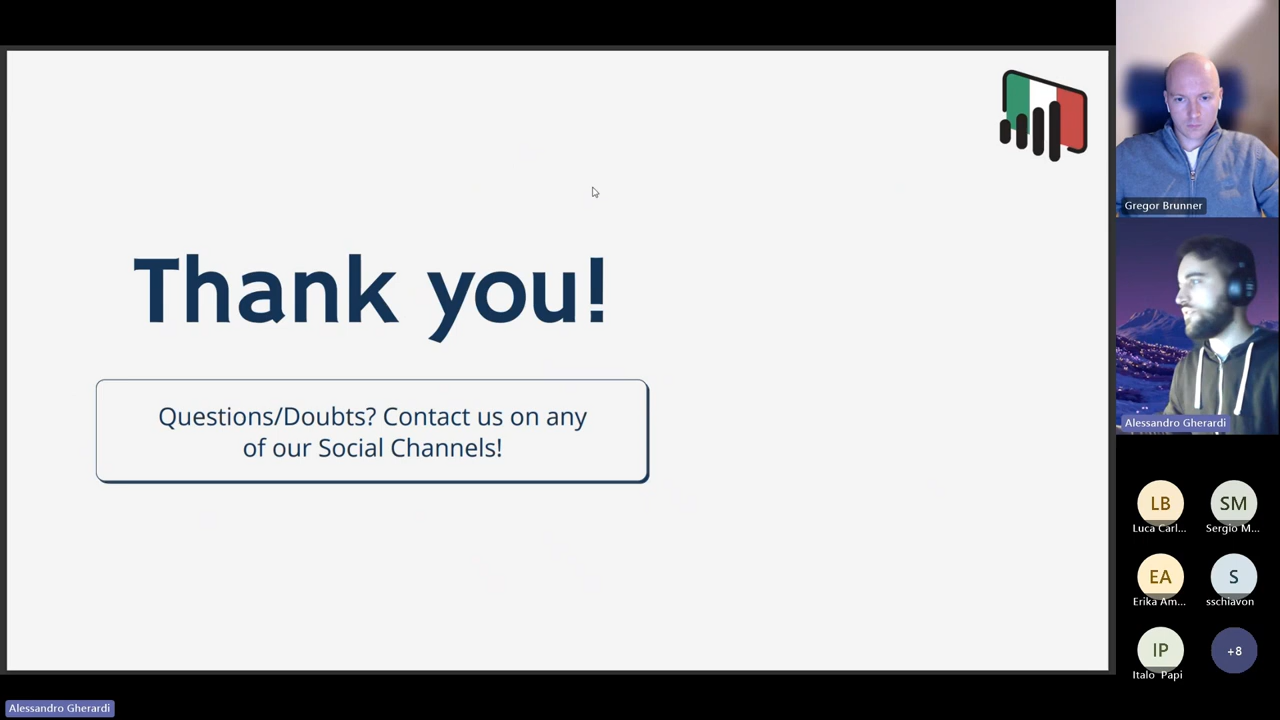 Thank you!
Questions/Doubts? Contact us on any
of our Social Channels!
Gregor Brunner
Alessandro Gherardi
LB
SM
Luca Carl...
Sergio M...
EA
S
Erika Am...
sschiavon
IP
+8
Italo Papi
Alessandro Gherardi